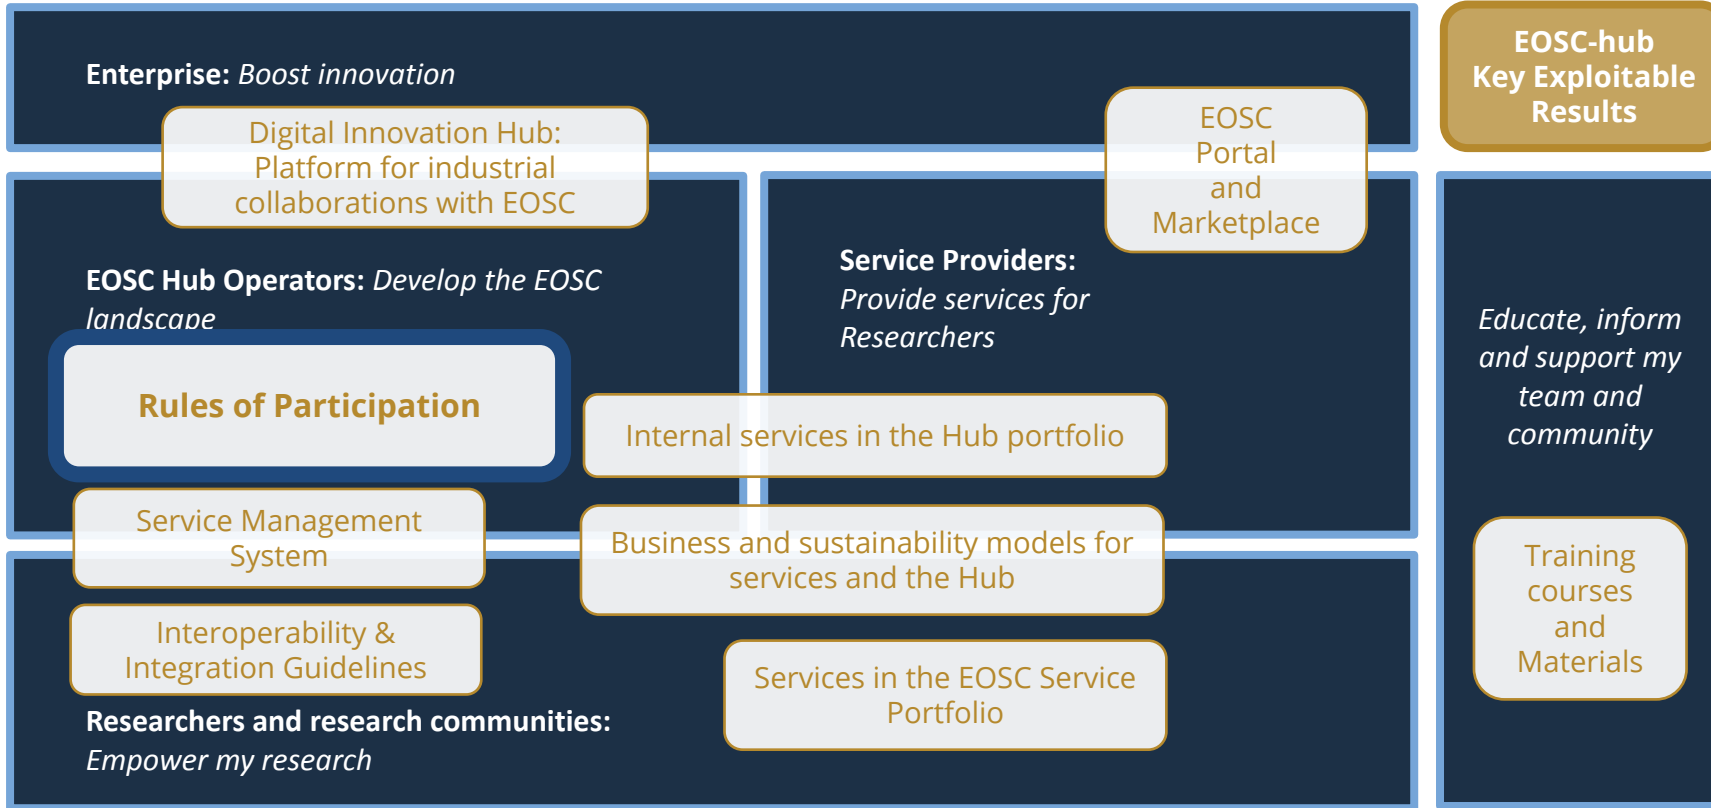 Enterprise: Boost innovation
Digital Innovation Hub:
Platform for industrial
collaborations with EOSC
EOSC
Portal
and
Marketplace
EOSC-hub
Key Exploitable
Results
EOSC Hub Operators: Develop the EOSC
landscape
Rules of Participation
Service Providers:
Provide services for
Researchers
Internal services in the Hub portfolio
Service Management
System
Business and sustainability models for
services and the Hub
Interoperability &
Integration Guidelines
Services in the EOSC Service
Portfolio
Researchers and research communities:
Empower my research
Educate, inform
and support my
team and
community
Training
courses
and
Materials